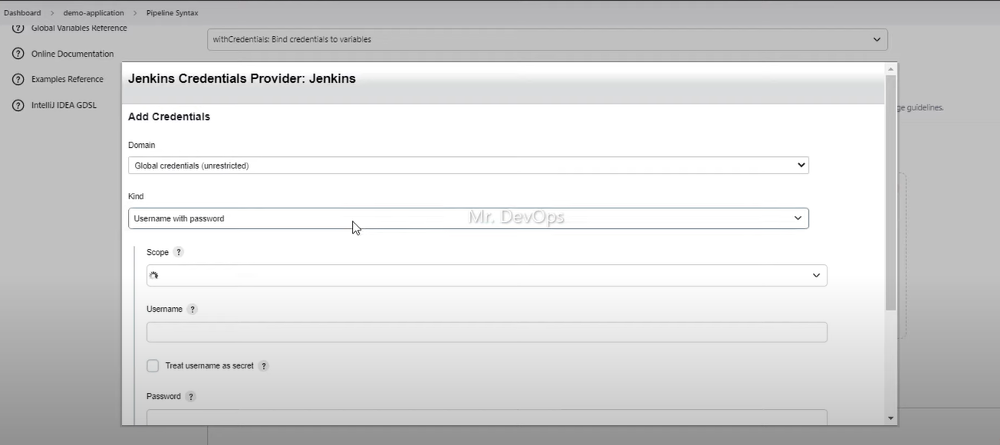 Dashboard > demo-application > Pipeline Syntax
Global Variables Reference
Online Documentation
Examples Reference
IntelliJ IDEA GDSL
withCredentials: Bind credentials to variables
ge guidelines.
Jenkins Credentials Provider: Jenkins
Add Credentials
Domain
Global credentials (unrestricted)
Kind
Username with password
Mr. DevOps
Scope ?
Username ?
Treat username as secret ?
Password ?